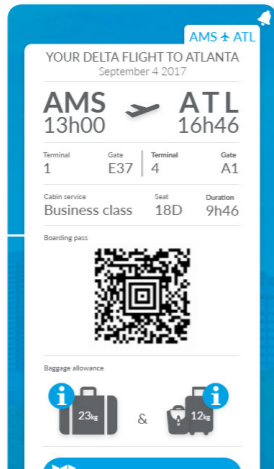 AMS ✈ ATL
YOUR DELTA FLIGHT TO ATLANTA
September 4 2017
AMS ATL
13h00 16h46
Terminal Gate Terminal Gate
1 E37 4 A1
Cabin service Seat Duration
Business class 18D 9h46
Boarding pass
Baggage allowance
i i
23kg & 12kg